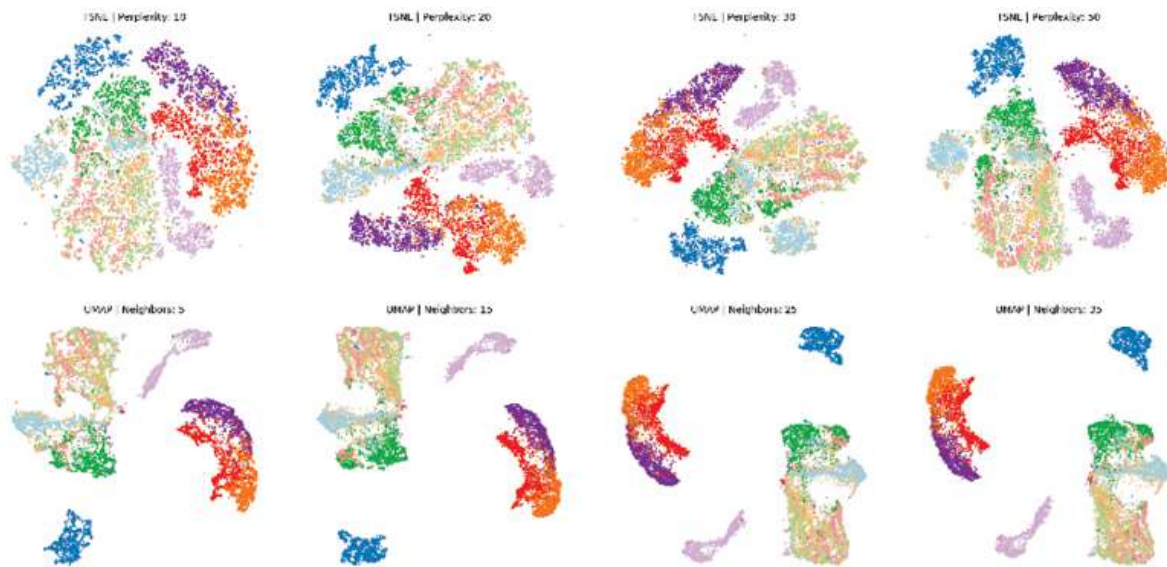 TSNE | Perplexity: 10
TSNE | Perplexity: 20
TSNE | Perplexity: 30
TSNE | Perplexity: 50
UMAP | Neighbors: 5
UMAP | Neighbors: 15
UMAP | Neighbors: 25
UMAP | Neighbors: 35